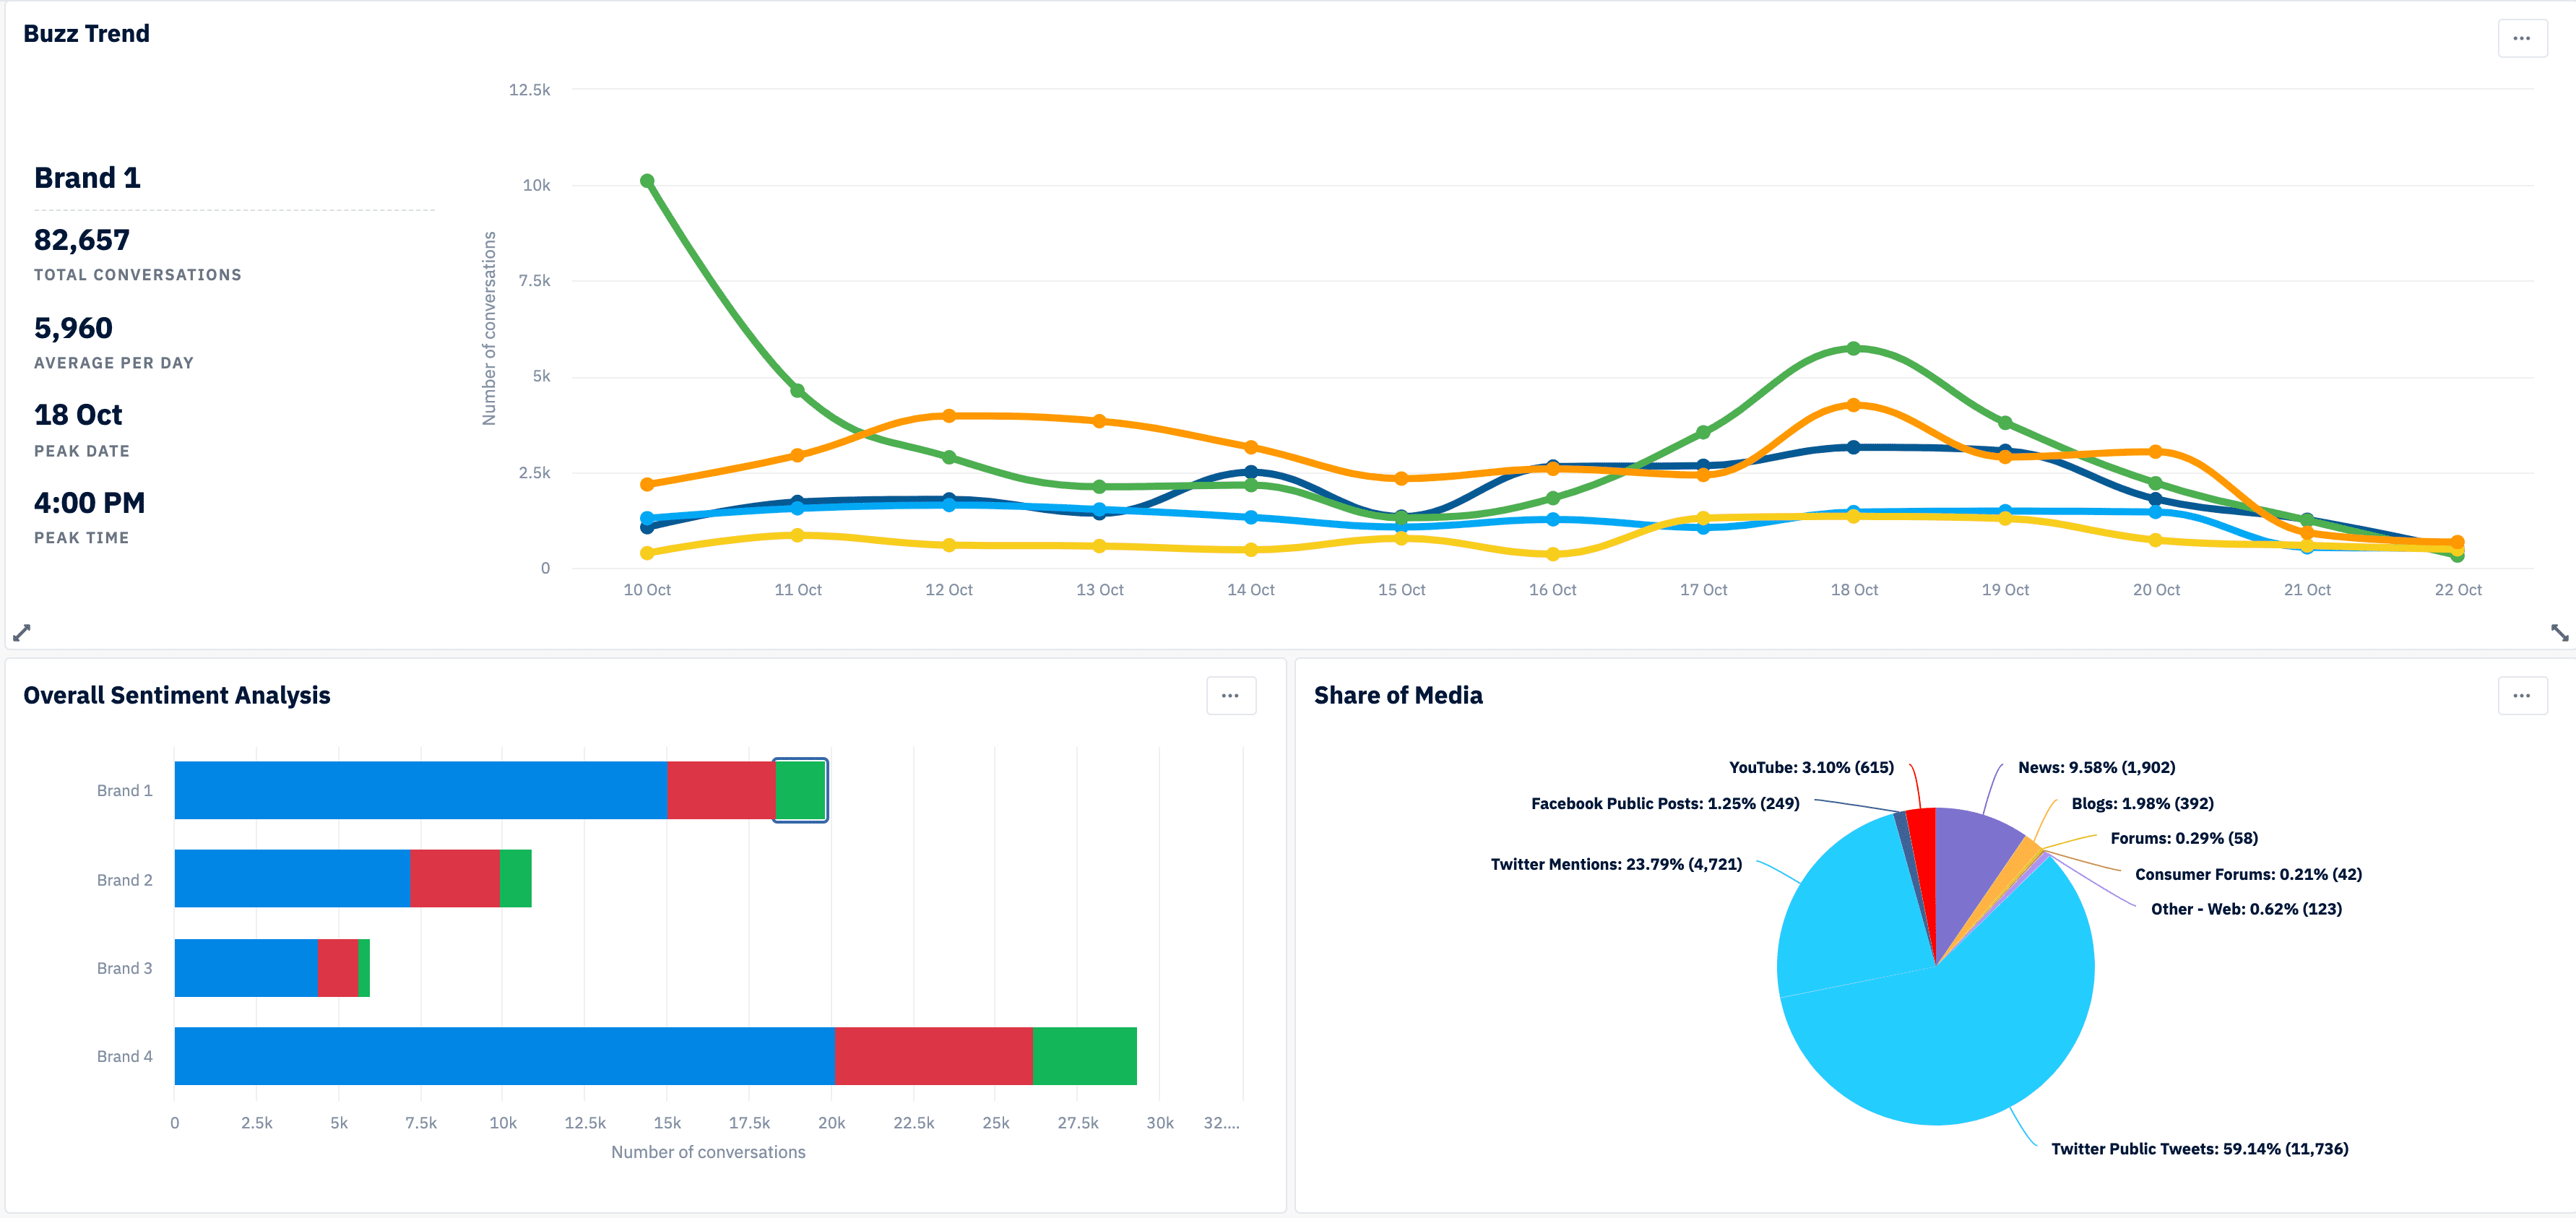 Buzz Trend
...
Brand 1
82,657
TOTAL CONVERSATIONS
5,960
AVERAGE PER DAY
18 Oct
PEAK DATE
4:00 PM
PEAK TIME
Number of conversations
12.5k
10k
7.5k
5k
2.5k
0
10 Oct 11 Oct 12 Oct 13 Oct 14 Oct 15 Oct 16 Oct 17 Oct 18 Oct 19 Oct 20 Oct 21 Oct 22 Oct
Overall Sentiment Analysis
...
Brand 1
Brand 2
Brand 3
Brand 4
0 2.5k 5k 7.5k 10k 12.5k 15k 17.5k 20k 22.5k 25k 27.5k 30k 32....
Number of conversations
Share of Media
...
YouTube: 3.10% (615)
News: 9.58% (1,902)
Facebook Public Posts: 1.25% (249)
Blogs: 1.98% (392)
Forums: 0.29% (58)
Twitter Mentions: 23.79% (4,721)
Consumer Forums: 0.21% (42)
Other - Web: 0.62% (123)
Twitter Public Tweets: 59.14% (11,736)